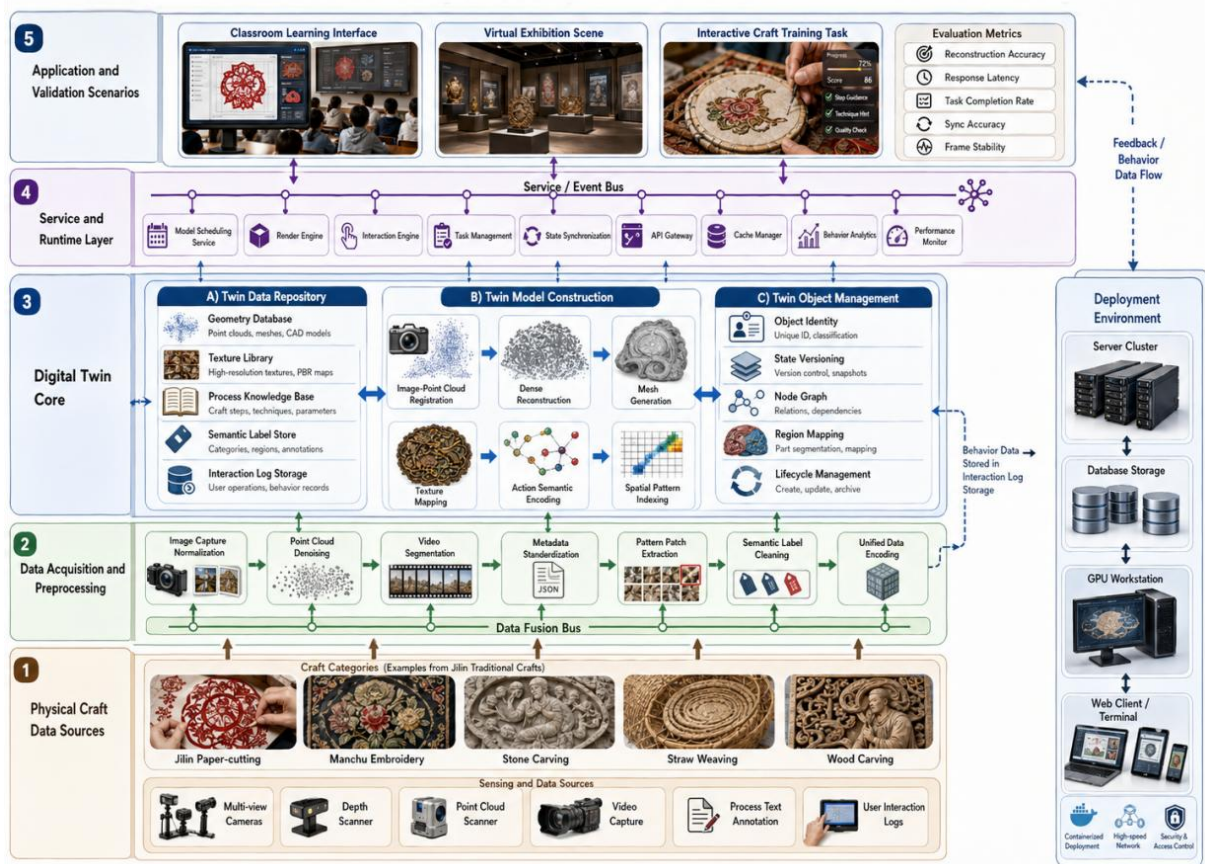 5
Application and
Validation Scenarios
Classroom Learning Interface
Virtual Exhibition Scene
Interactive Craft Training Task
Progress
72%
Score 86
Step Guidance
Technique Hint
Quality Check
Evaluation Metrics
Reconstruction Accuracy
Response Latency
Task Completion Rate
Sync Accuracy
Frame Stability
Feedback /
Behavior
Data Flow
4
Service and
Runtime Layer
Service / Event Bus
Model Scheduling
Service
Render Engine
Interaction Engine
Task Management
State Synchronization
API Gateway
Cache Manager
Behavior Analytics
Performance
Monitor
3
Digital Twin
Core
A) Twin Data Repository
Geometry Database
Point clouds, meshes, CAD models
Texture Library
High-resolution textures, PBR maps
Process Knowledge Base
Craft steps, techniques, parameters
Semantic Label Store
Categories, regions, annotations
Interaction Log Storage
User operations, behavior records
B) Twin Model Construction
Image-Point Cloud
Registration
Dense
Reconstruction
Mesh
Generation
Texture
Mapping
Action Semantic
Encoding
Spatial Pattern
Indexing
C) Twin Object Management
Object Identity
Unique ID, classification
State Versioning
Version control, snapshots
Node Graph
Relations, dependencies
Region Mapping
Part segmentation, mapping
Lifecycle Management
Create, update, archive
Behavior Data
Stored in
Interaction Log
Storage
2
Data Acquisition and
Preprocessing
Image Capture
Normalization
Point Cloud
Denoising
Video
Segmentation
Metadata
Standerdization
JSON
Pattern Patch
Extraction
Semantic Label
Cleaning
Unified Data
Encoding
Data Fusion Bus
1
Physical Craft
Data Sources
Craft Categories (Examples from Jilin Traditional Crafts)
Jilin Paper-cutting
Manchu Embroidery
Stone Carving
Straw Weaving
Wood Carving
Sensing and Data Sources
Multi-view
Cameras
Depth
Scanner
Point Cloud
Scanner
Video
Capture
Process Text
Annotation
User Interaction
Logs
Deployment
Environment
Server Cluster
Database Storage
GPU Workstation
Web Client /
Terminal
Containerized
Deployment
High-speed
Network
Security &
Access Control